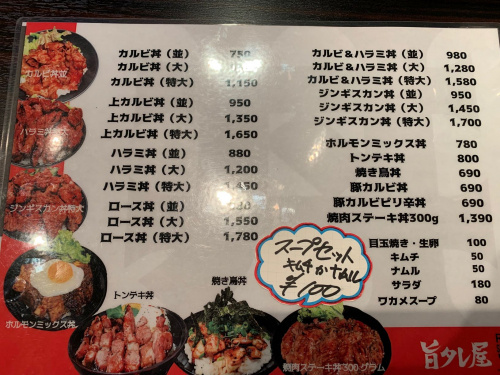 カルビ丼（並） 750
カルビ丼（大）
カルビ丼（特大） 1,150
上カルビ丼（並） 950
上カルビ丼（大） 1,350
上カルビ丼（特大） 1,650
ハラミ丼（並） 880
ハラミ丼（大） 1,200
ハラミ丼（特大） 1,450
ロース丼（並） 990
ロース丼（大） 1,550
ロース丼（特大） 1,780
カルビ＆ハラミ（並） 980
カルビ＆ハラミ（大） 1,280
カルビ＆ハラミ（特大） 1,580
ジンギスカン丼（並） 950
ジンギスカン丼（大） 1,450
ジンギスカン丼（特大） 1,700
ホルモンミックス丼 780
トンテキ丼 800
焼き鳥丼 690
豚カルビ丼 690
豚カルビピリ辛丼 690
焼肉ステーキ丼300g 1,390
目玉焼き・生卵 100
キムチ 50
ナムル 50
サラダ 180
ワカメスープ 80
スープセット
キムチかナムル
￥100
カルビ丼並
ハラミ丼特大
ジンギスカン丼特大
ホルモンミックス丼
トンテキ丼
焼き鳥丼
焼肉ステーキ丼300グラム
旨タレ屋